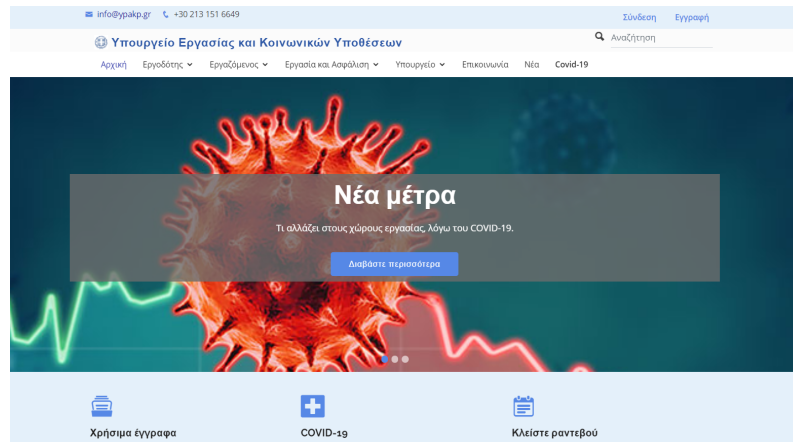 info@ypakp.gr +30 213 151 6649 Σύνδεση Εγγραφή
Υπουργείο Εργασίας και Κοινωνικών Υποθέσεων Αναζήτηση
Αρχική Εργοδότης Εργαζόμενος Εργασία και Ασφάλιση Υπουργείο Επικοινωνία Νέα Covid-19
Νέα μέτρα
Τι αλλάζει στους χώρους εργασίας, λόγω του COVID-19.
Διαβάστε περισσότερα
Χρήσιμα έγγραφα COVID-19 Κλείστε ραντεβού